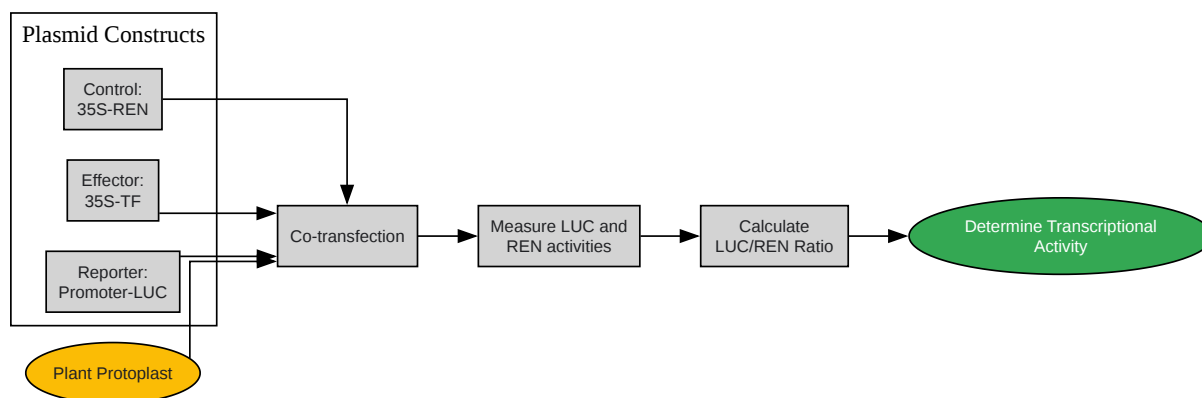 Plasmid Constructs
Control:
35S-REN
Effector:
35S-TF
Reporter:
Promoter-LUC
Plant Protoplast
Co-transfection
Measure LUC and
REN activities
Calculate
LUC/REN Ratio
Determine Transcriptional
Activity